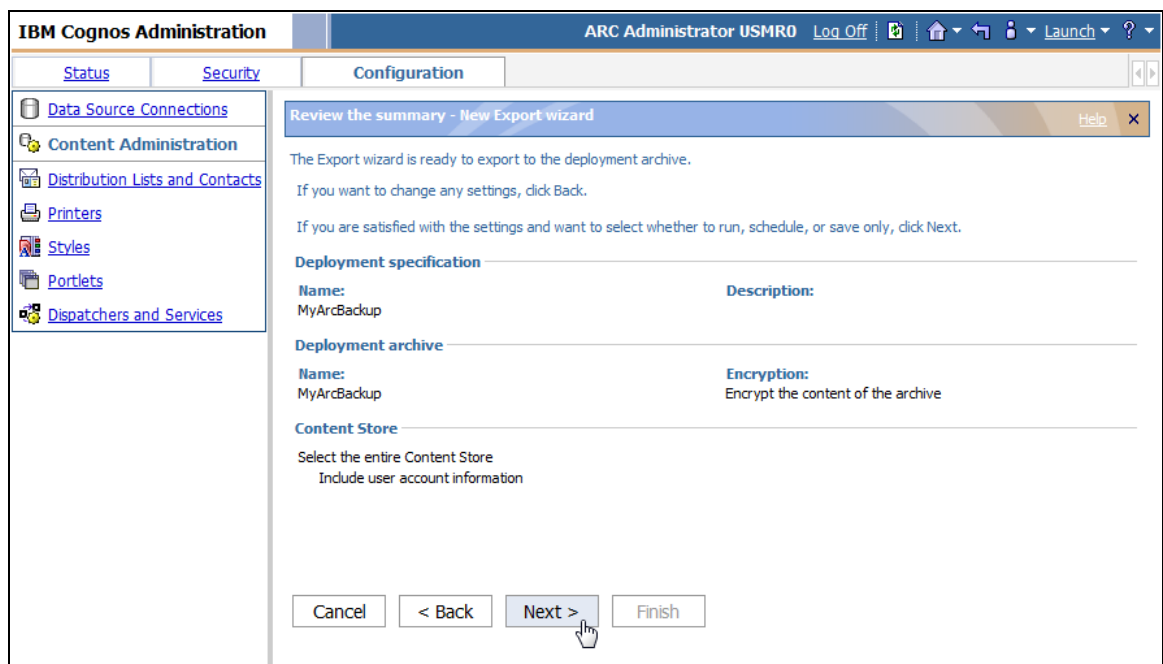 IBM Cognos Administration
ARC Administrator USMR0 Log Off Launch ?
Status Security Configuration
Data Source Connections
Content Administration
Distribution Lists and Contacts
Printers
Styles
Portlets
Dispatchers and Services
Review the summary - New Export wizard Help X
The Export wizard is ready to export to the deployment archive.
If you want to change any settings, click Back.
If you are satisfied with the settings and want to select whether to run, schedule, or save only, click Next.
Deployment specification
Name: Description:
MyArcBackup
Deployment archive
Name: Encryption:
MyArcBackup Encrypt the content of the archive
Content Store
Select the entire Content Store
Include user account information
Cancel < Back Next > Finish